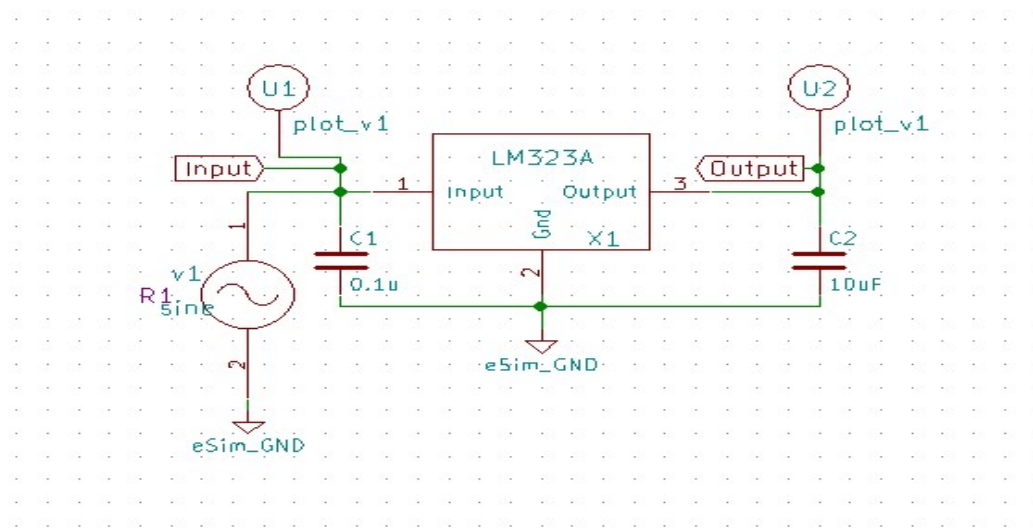 U1
plot_v1
U2
plot_v1
Input
LM323A
Output
1
Input
Output
3
Gnd
X1
1
C1
0.1u
2
C2
10uF
v1
R1
sine
2
eSim_GND
eSim_GND